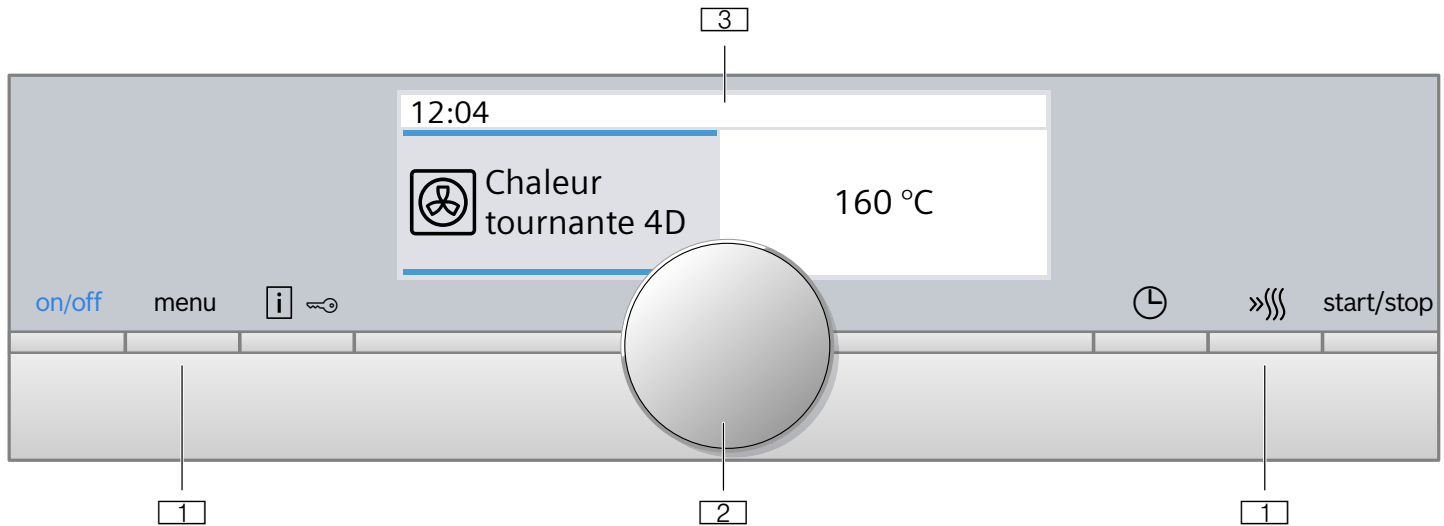 3
12:04
Chaleur
tournante 4D
160 °C
on/off menu i start/stop
1 2 1